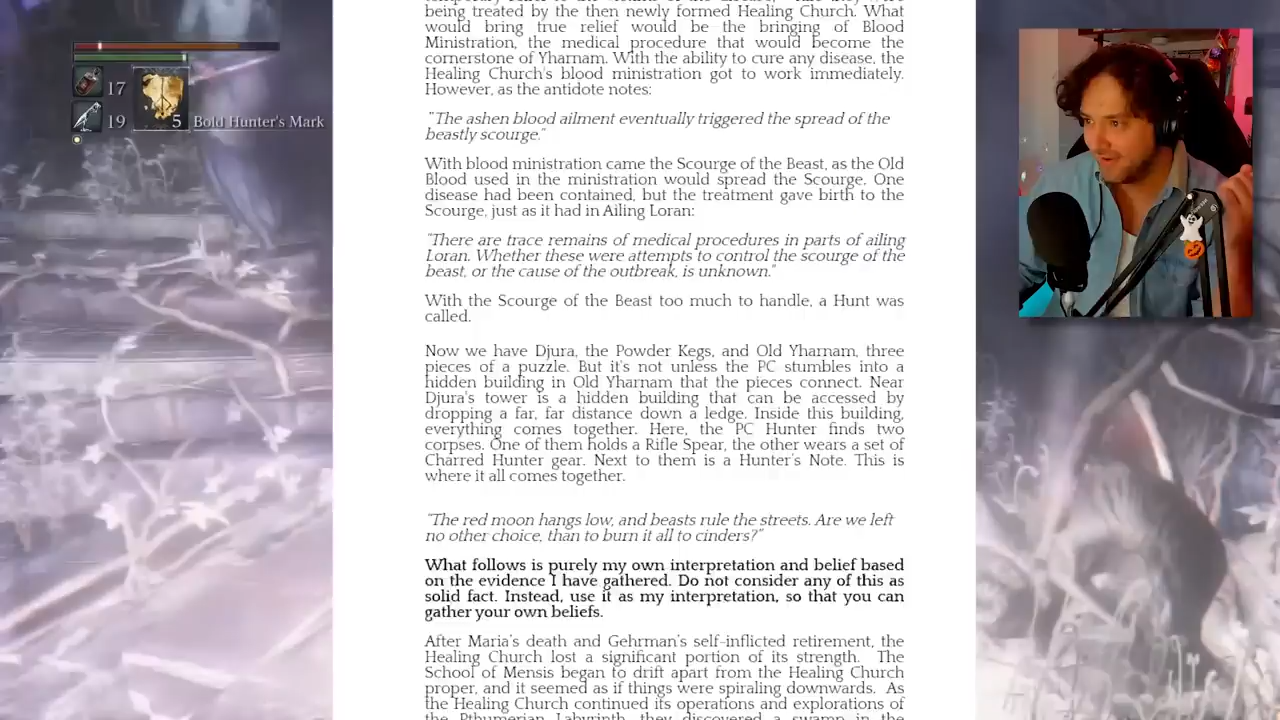 being treated by the then newly formed Healing Church. What
would bring true relief would be the bringing of Blood
Ministration, the medical procedure that would become the
cornerstone of Yharnam. With the ability to cure any disease, the
Healing Church's blood ministration got to work immediately.
However, as the antidote notes:
"The ashen blood ailment eventually triggered the spread of the
beastly scourge."
With blood ministration came the Scourge of the Beast, as the Old
Blood used in the ministration would spread the Scourge. One
disease had been contained, but the treatment gave birth to the
Scourge, just as it had in Ailing Loran:
"There are trace remains of medical procedures in parts of ailing
Loran. Whether these were attempts to control the scourge of the
beast, or the cause of the outbreak, is unknown."
With the Scourge of the Beast too much to handle, a Hunt was
called.
Now we have Djura, the Powder Kegs, and Old Yharnam, three
pieces of a puzzle. But it's not unless the PC stumbles into a
hidden building in Old Yharnam that the pieces connect. Near
Djura's tower is a hidden building that can be accessed by
dropping a far, far distance down a ledge. Inside this building,
everything comes together. Here, the PC Hunter finds two
corpses. One of them holds a Rifle Spear, the other wears a set of
Charred Hunter gear. Next to them is a Hunter's Note. This is
where it all comes together.
"The red moon hangs low, and beasts rule the streets. Are we left
no other choice, than to burn it all to cinders?"
What follows is purely my own interpretation and belief based
on the evidence I have gathered. Do not consider any of this as
solid fact. Instead, use it as my interpretation, so that you can
gather your own beliefs.
After Maria's death and Gehrman's self-inflicted retirement, the
Healing Church lost a significant portion of its strength. The
School of Mensis began to drift apart from the Healing Church
proper, and it seemed as if things were spiraling downwards. As
the Healing Church continued its operations and explorations of
the Pthumerian Labyrinth, they discovered a swamp in the
17
19
5
Bold Hunter's Mark